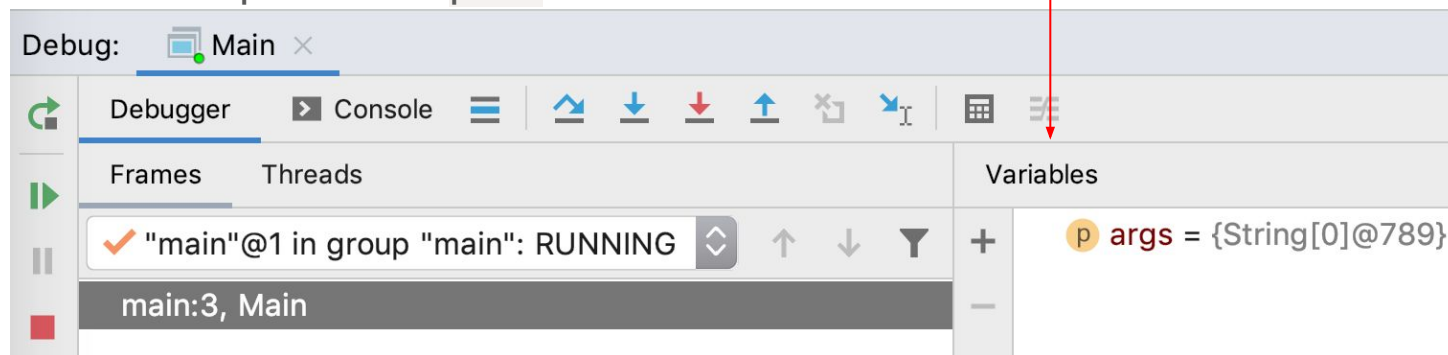 Debug: Main
Debugger Console
Frames Threads Variables
"main"@1 in group "main": RUNNING
p args = {String[0]@789}
main:3, Main